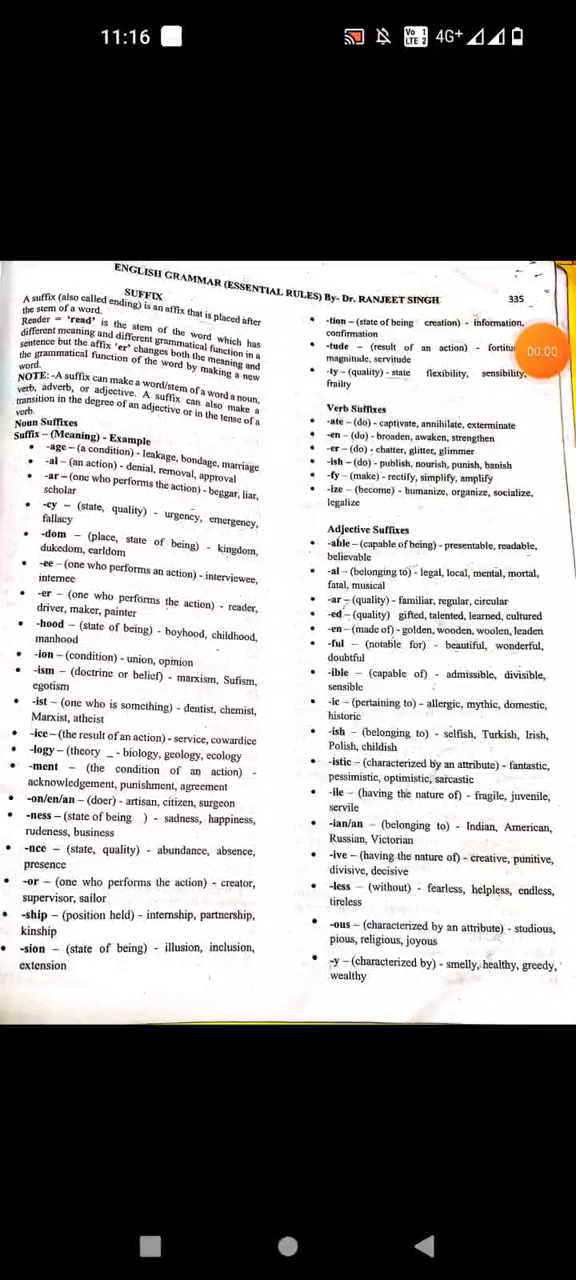 11:16
Vo 1
LTE 2
4G+
ENGLISH GRAMMAR (ESSENTIAL RULES) By- Dr. RANJEET SINGH
335
SUFFIX
A suffix (also called ending) is an affix that is placed after
the stem of a word.
Reader = 'read' is the stem of the word which has
different meaning and different grammatical function in a
sentence but the affix 'er' changes both the meaning and
the grammatical function of the word by making a new
word.
NOTE: -A suffix can make a word/stem of a word a noun,
verb, adverb, or adjective. A suffix can also make a
transition in the degree of an adjective or in the tense of a
verb.
Noun Suffixes
Suffix – (Meaning) - Example
• -age – (a condition) - leakage, bondage, marriage
• -al – (an action) - denial, removal, approval
• -ar – (one who performs the action) - beggar, liar,
scholar
• -cy – (state, quality) - urgency, emergency,
fallacy
• -dom – (place, state of being) - kingdom,
dukedom, earldom
• -ee – (one who performs an action) - interviewee,
internee
• -er – (one who performs the action) - reader,
driver, maker, painter
• -hood – (state of being) - boyhood, childhood,
manhood
• -ion – (condition) - union, opinion
• -ism – (doctrine or belief) - marxism, Sufism,
egotism
• -ist – (one who is something) - dentist, chemist,
Marxist, atheist
• -ice – (the result of an action) - service, cowardice
• -logy – (theory _ - biology, geology, ecology
• -ment – (the condition of an action) -
acknowledgement, punishment, agreement
• -on/en/an – (doer) - artisan, citizen, surgeon
• -ness – (state of being ) - sadness, happiness,
rudeness, business
• -nce – (state, quality) - abundance, absence,
presence
• -or – (one who performs the action) - creator,
supervisor, sailor
• -ship – (position held) - internship, partnership,
kinship
• -sion – (state of being) - illusion, inclusion,
extension
• -tion – (state of being creation) - information,
confirmation
• -tude – (result of an action) -
magnitude, servitude
00:00
• -ty – (quality) - state flexibility, sensibility,
frailty
Verb Suffixes
• -ate – (do) - captivate, annihilate, exterminate
• -en – (do) - broaden, awaken, strengthen
• -er – (do) - chatter, glitter, glimmer
• -ish – (do) - publish, nourish, punish, banish
• -fy – (make) - rectify, simplify, amplify
• -ize – (become) - humanize, organize, socialize,
legalize
Adjective Suffixes
• -able – (capable of being) - presentable, readable,
believable
• -al – (belonging to) - legal, local, mental, mortal,
fatal, musical
• -ar – (quality) - familiar, regular, circular
• -ed – (quality) gifted, talented, learned, cultured
• -en – (made of) - golden, wooden, woolen, leaden
• -ful – (notable for) - beautiful, wonderful,
doubtful
• -ible – (capable of) - admissible, divisible,
sensible
• -ic – (pertaining to) – allergic, mythic, domestic,
historic
• -ish – (belonging to) - selfish, Turkish, Irish,
Polish, childish
• -istic – (characterized by an attribute) - fantastic,
pessimistic, optimistic, sarcastic
• -ile – (having the nature of) - fragile, juvenile,
servile
• -ian/an – (belonging to) - Indian, American,
Russian, Victorian
• -ive – (having the nature of) - creative, punitive,
divisive, decisive
• -less – (without) - fearless, helpless, endless,
tireless
• -ous – (characterized by an attribute) - studious,
pious, religious, joyous
• -y – (characterized by) - smelly, healthy, greedy,
wealthy